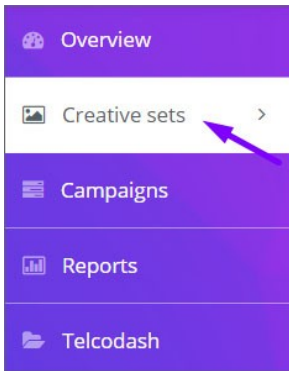 Overview
Creative sets
Campaigns
Reports
Telcodash